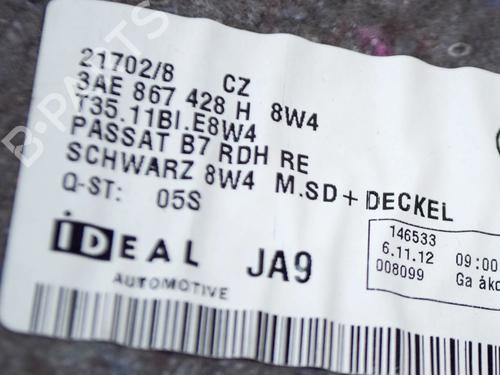 21702/8 CZ
3AE 867 428 H 8W4
T35.11BI.E8W4
PASSAT B7 RDH RE
SCHWARZ 8W4 M.SD+DECKEL
Q-ST: 05S
IDEAL JA9
AUTOMOTIVE
146533
6.11.12 09:00
008099 Ga åko
B-PARTS